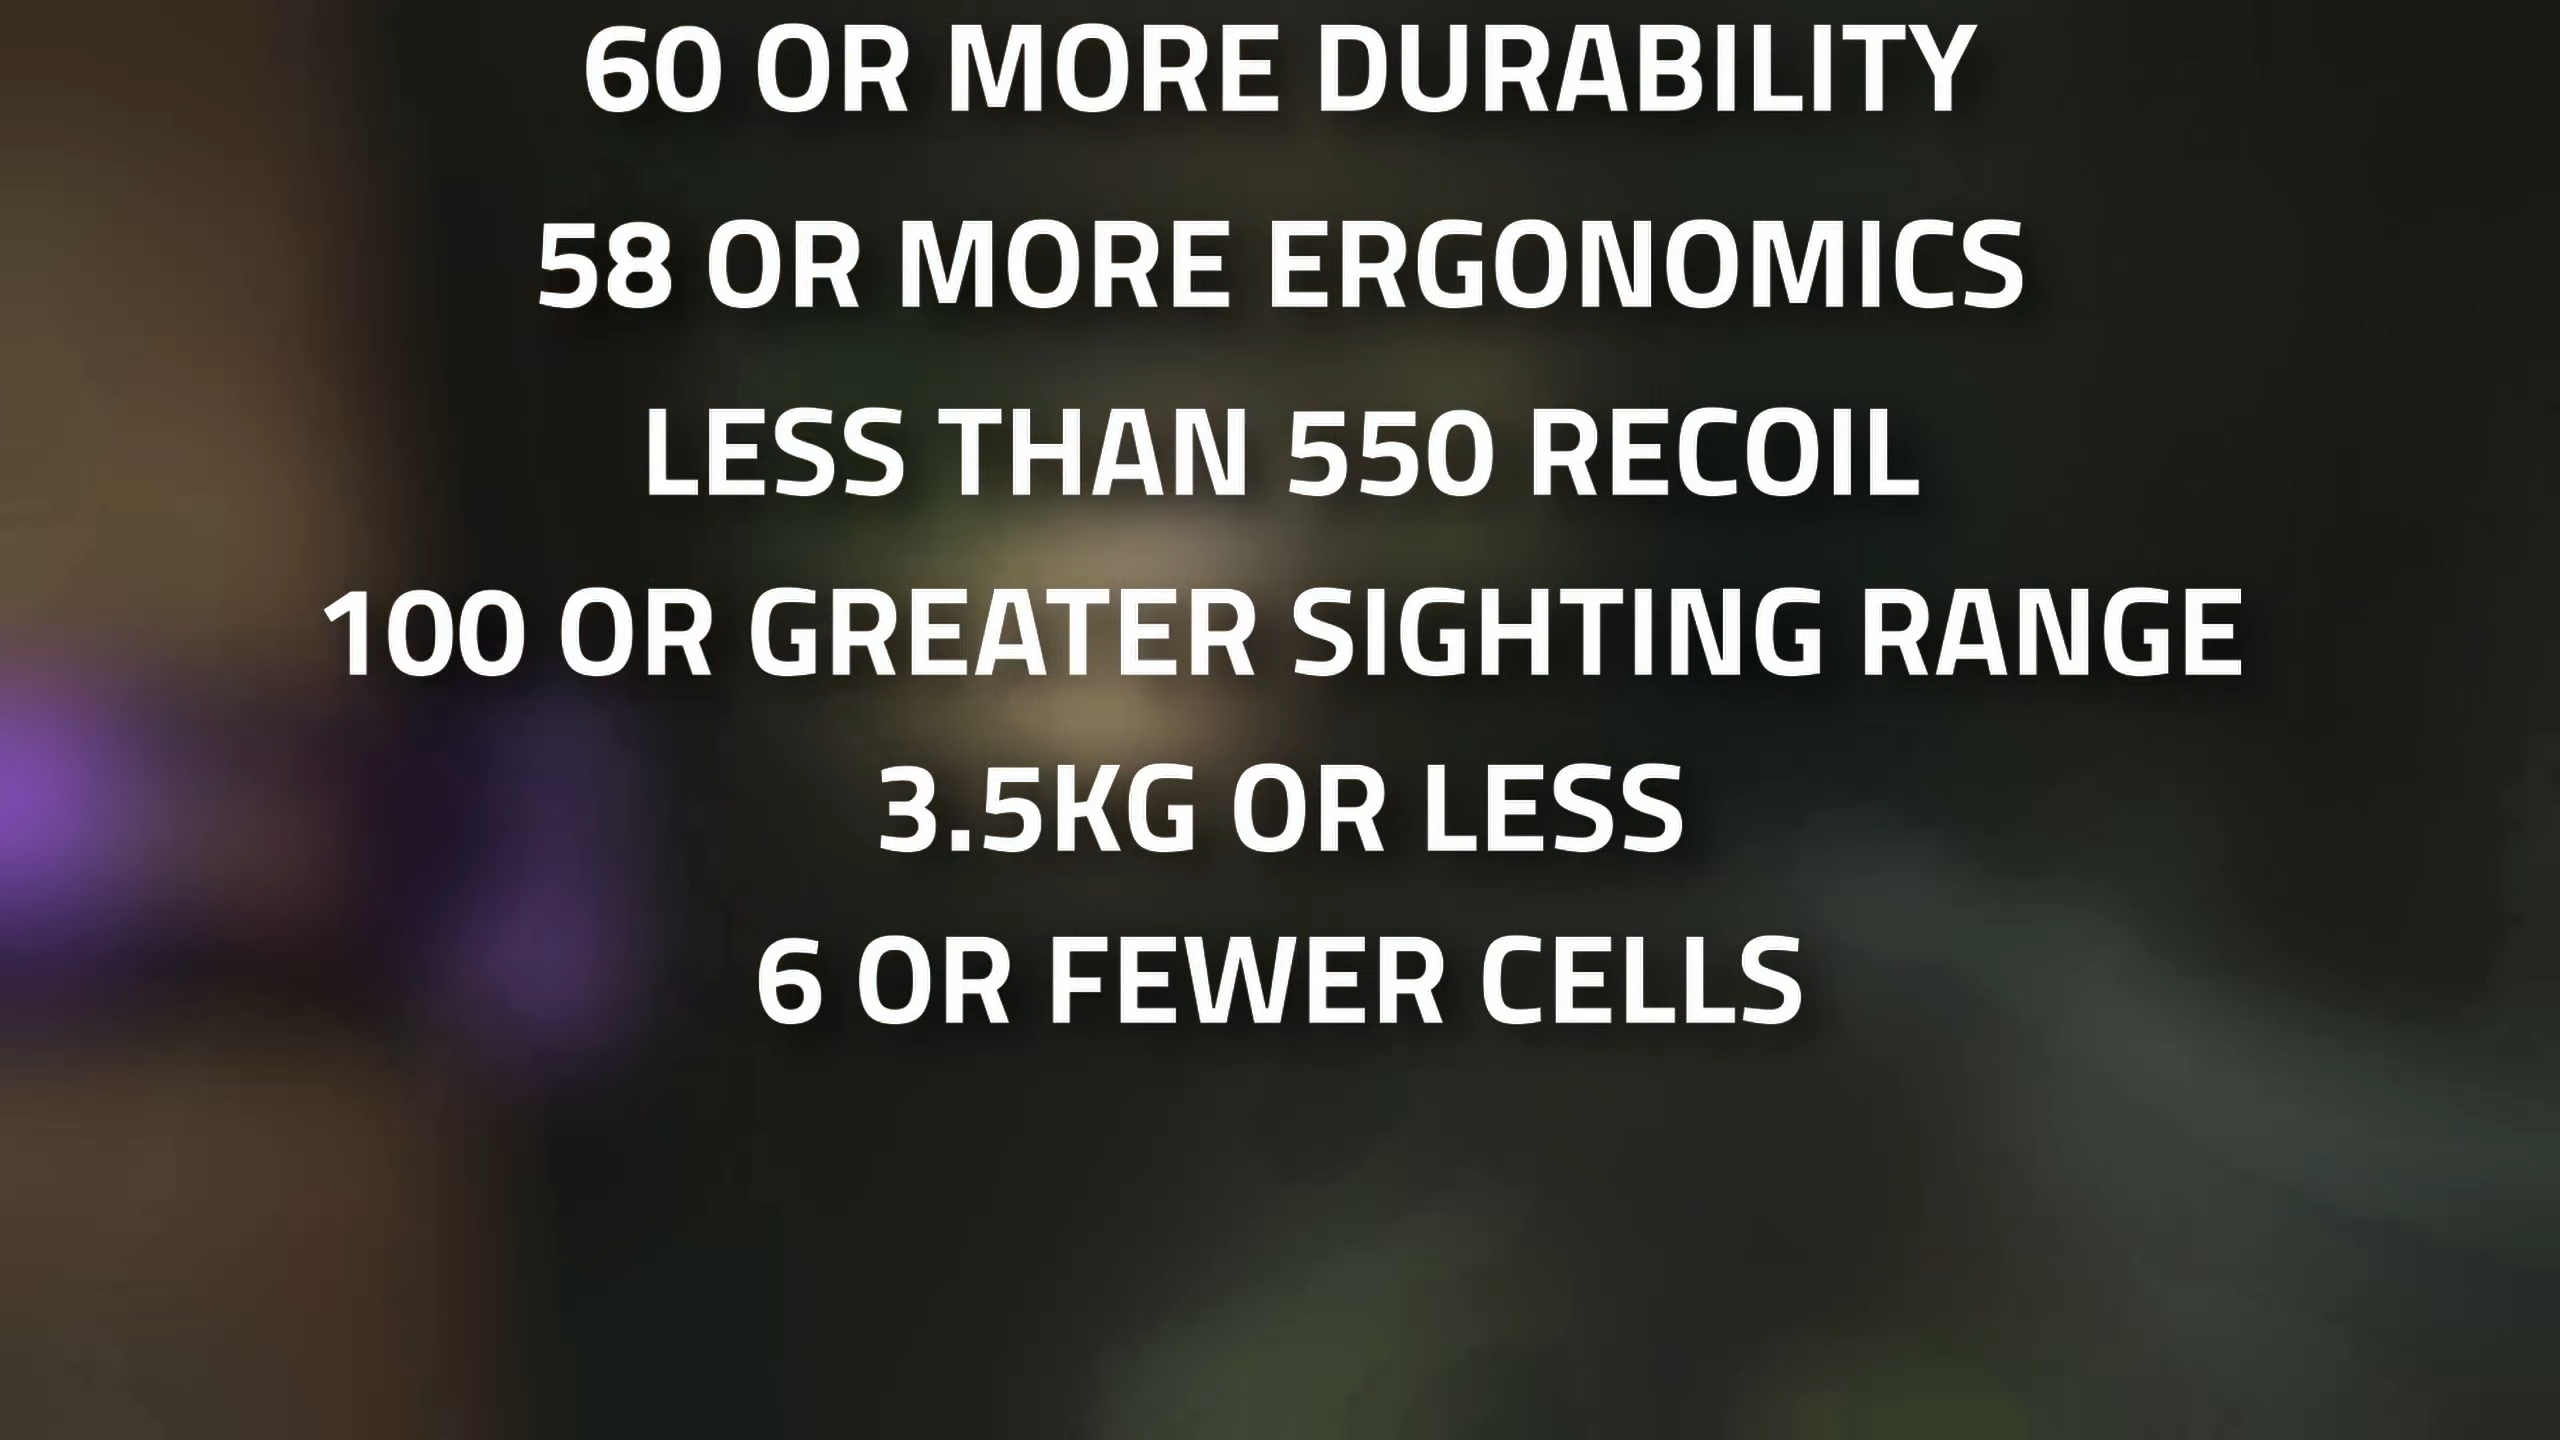 60 OR MORE DURABILITY
58 OR MORE ERGONOMICS
LESS THAN 550 RECOIL
100 OR GREATER SIGHTING RANGE
3.5KG OR LESS
6 OR FEWER CELLS